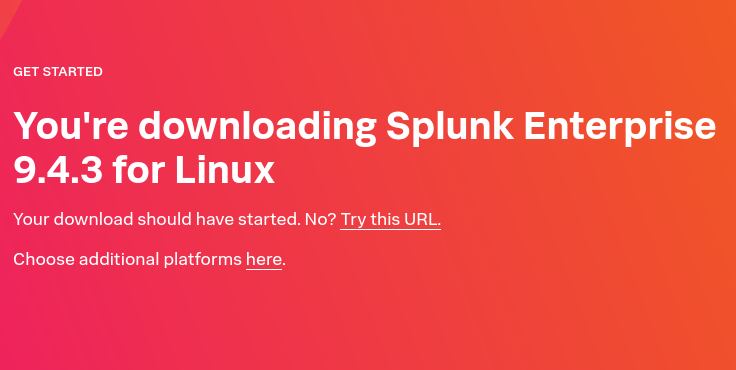 GET STARTED
You're downloading Splunk Enterprise
9.4.3 for Linux
Your download should have started. No? Try this URL.
Choose additional platforms here.